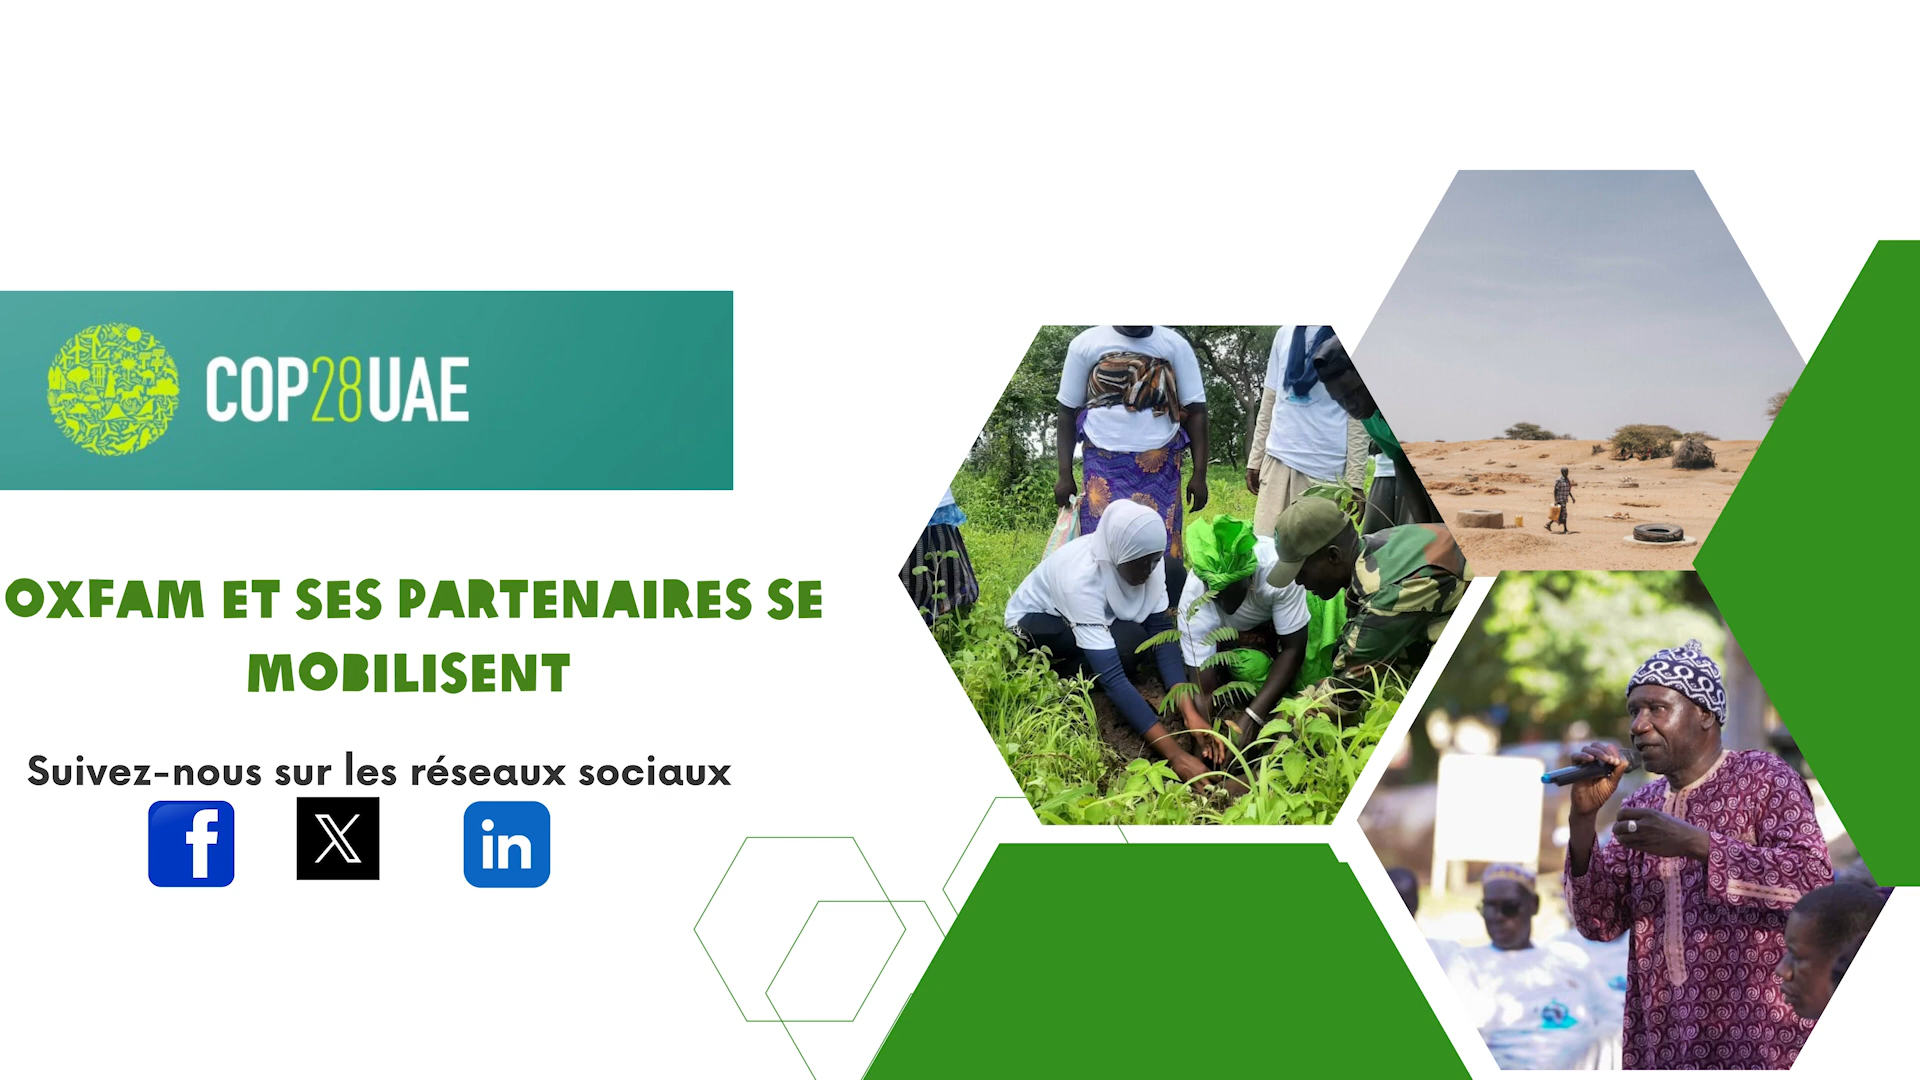 COP28UAE
OXFAM ET SES PARTENAIRES SE
MOBILISENT
Suivez-nous sur les réseaux sociaux
f X in